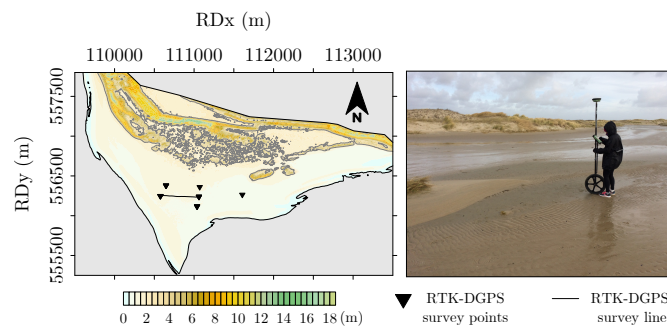 RDx (m)
110000 111000 112000 113000
RDy (m)
557500
556500
555500
N
0 2 4 6 8 10 12 14 16 18 (m)
RTK-DGPS
survey points
RTK-DGPS
survey line